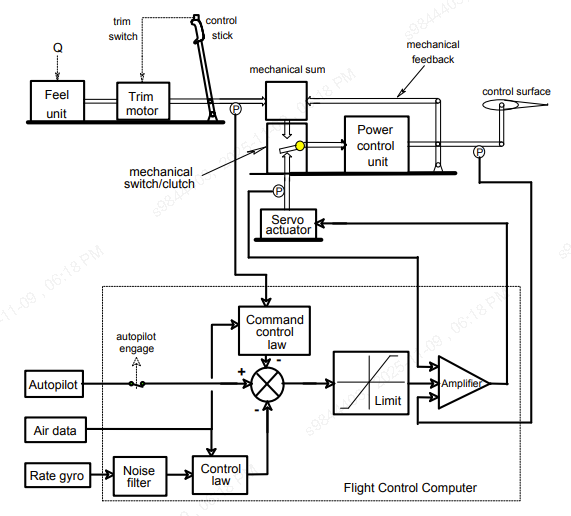 trim
switch
control
stick
Q
mechanical
feedback
mechanical sum
control surface
Feel
unit
Trim
motor
P
Power
control
unit
P
mechanical
switch/clutch
P
Servo
actuator
Command
control
law
autopilot
engage
+
-
-
Autopilot
Limit
Amplifier
Air data
Rate gyro
Noise
filter
Control
law
Flight Control Computer